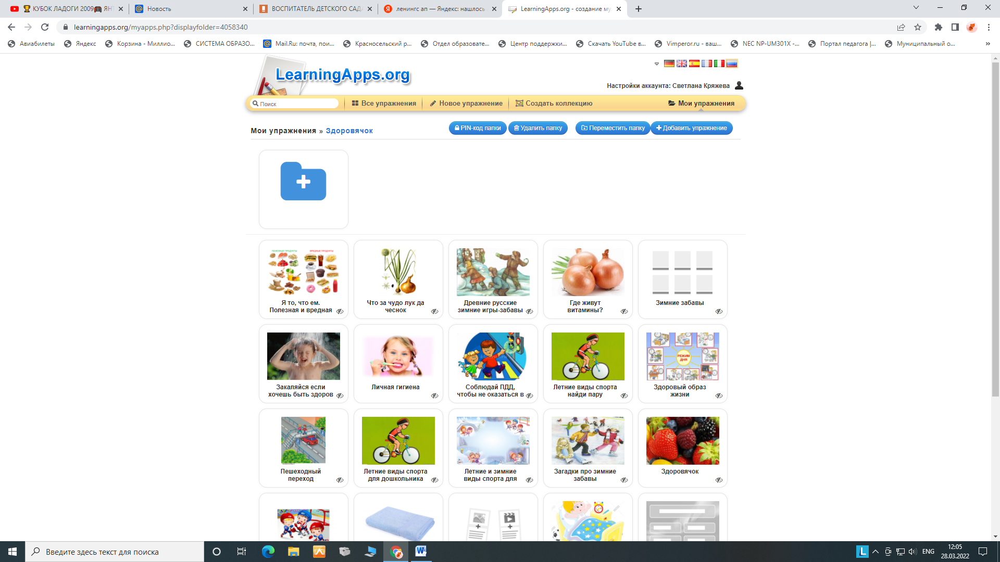 КУБОК ЛАДОГИ 2009
Новость
ВОСПИТАТЕЛЬ ДЕТСКОГО САД
ленингс ап — Яндекс: нашлось
LearningApps.org - создание му
learningapps.org/myapps.php?displayfolder=4058340
Авиабилеты
Яндекс
Корзина - Миллио...
СИСТЕМА ОБРАЗО...
Mail.Ru: почта, пои...
Красносельский р...
Отдел образовате...
Центр поддержки...
Скачать YouTube в...
Vimperor.ru - ваш...
NEC NP-UM301X -...
Портал педагога |...
Муниципальный о...
»
LearningApps.org
Настройки аккаунта: Светлана Кряжева
Поиск
Все упражнения
Новое упражнение
Создать коллекцию
Мои упражнения
Мои упражнения » Здоровячок
PIN-код папки
Удалить папку
Переместить папку
Добавить упражнение
ПОЛЕЗНЫЕ ПРОДУКТЫ
ВРЕДНЫЕ ПРОДУКТЫ
Я то, что ем.
Полезная и вредная
Что за чудо лук да
чеснок
Древние русские
зимние игры-забавы
Где живут
витамины?
Зимние забавы
Закаляйся если
хочешь быть здоров
Личная гигиена
Соблюдай ПДД,
чтобы не оказаться в
Летние виды спорта
найди пару
РЕЖИМ
ДНЯ
Здоровый образ
жизни
Пешеходный
переход
Летние виды спорта
для дошкольника
Летние и зимние
виды спорта для
Загадки про зимние
забавы
Здоровячок
Введите здесь текст для поиска
L
ENG
12:05
28.03.2022